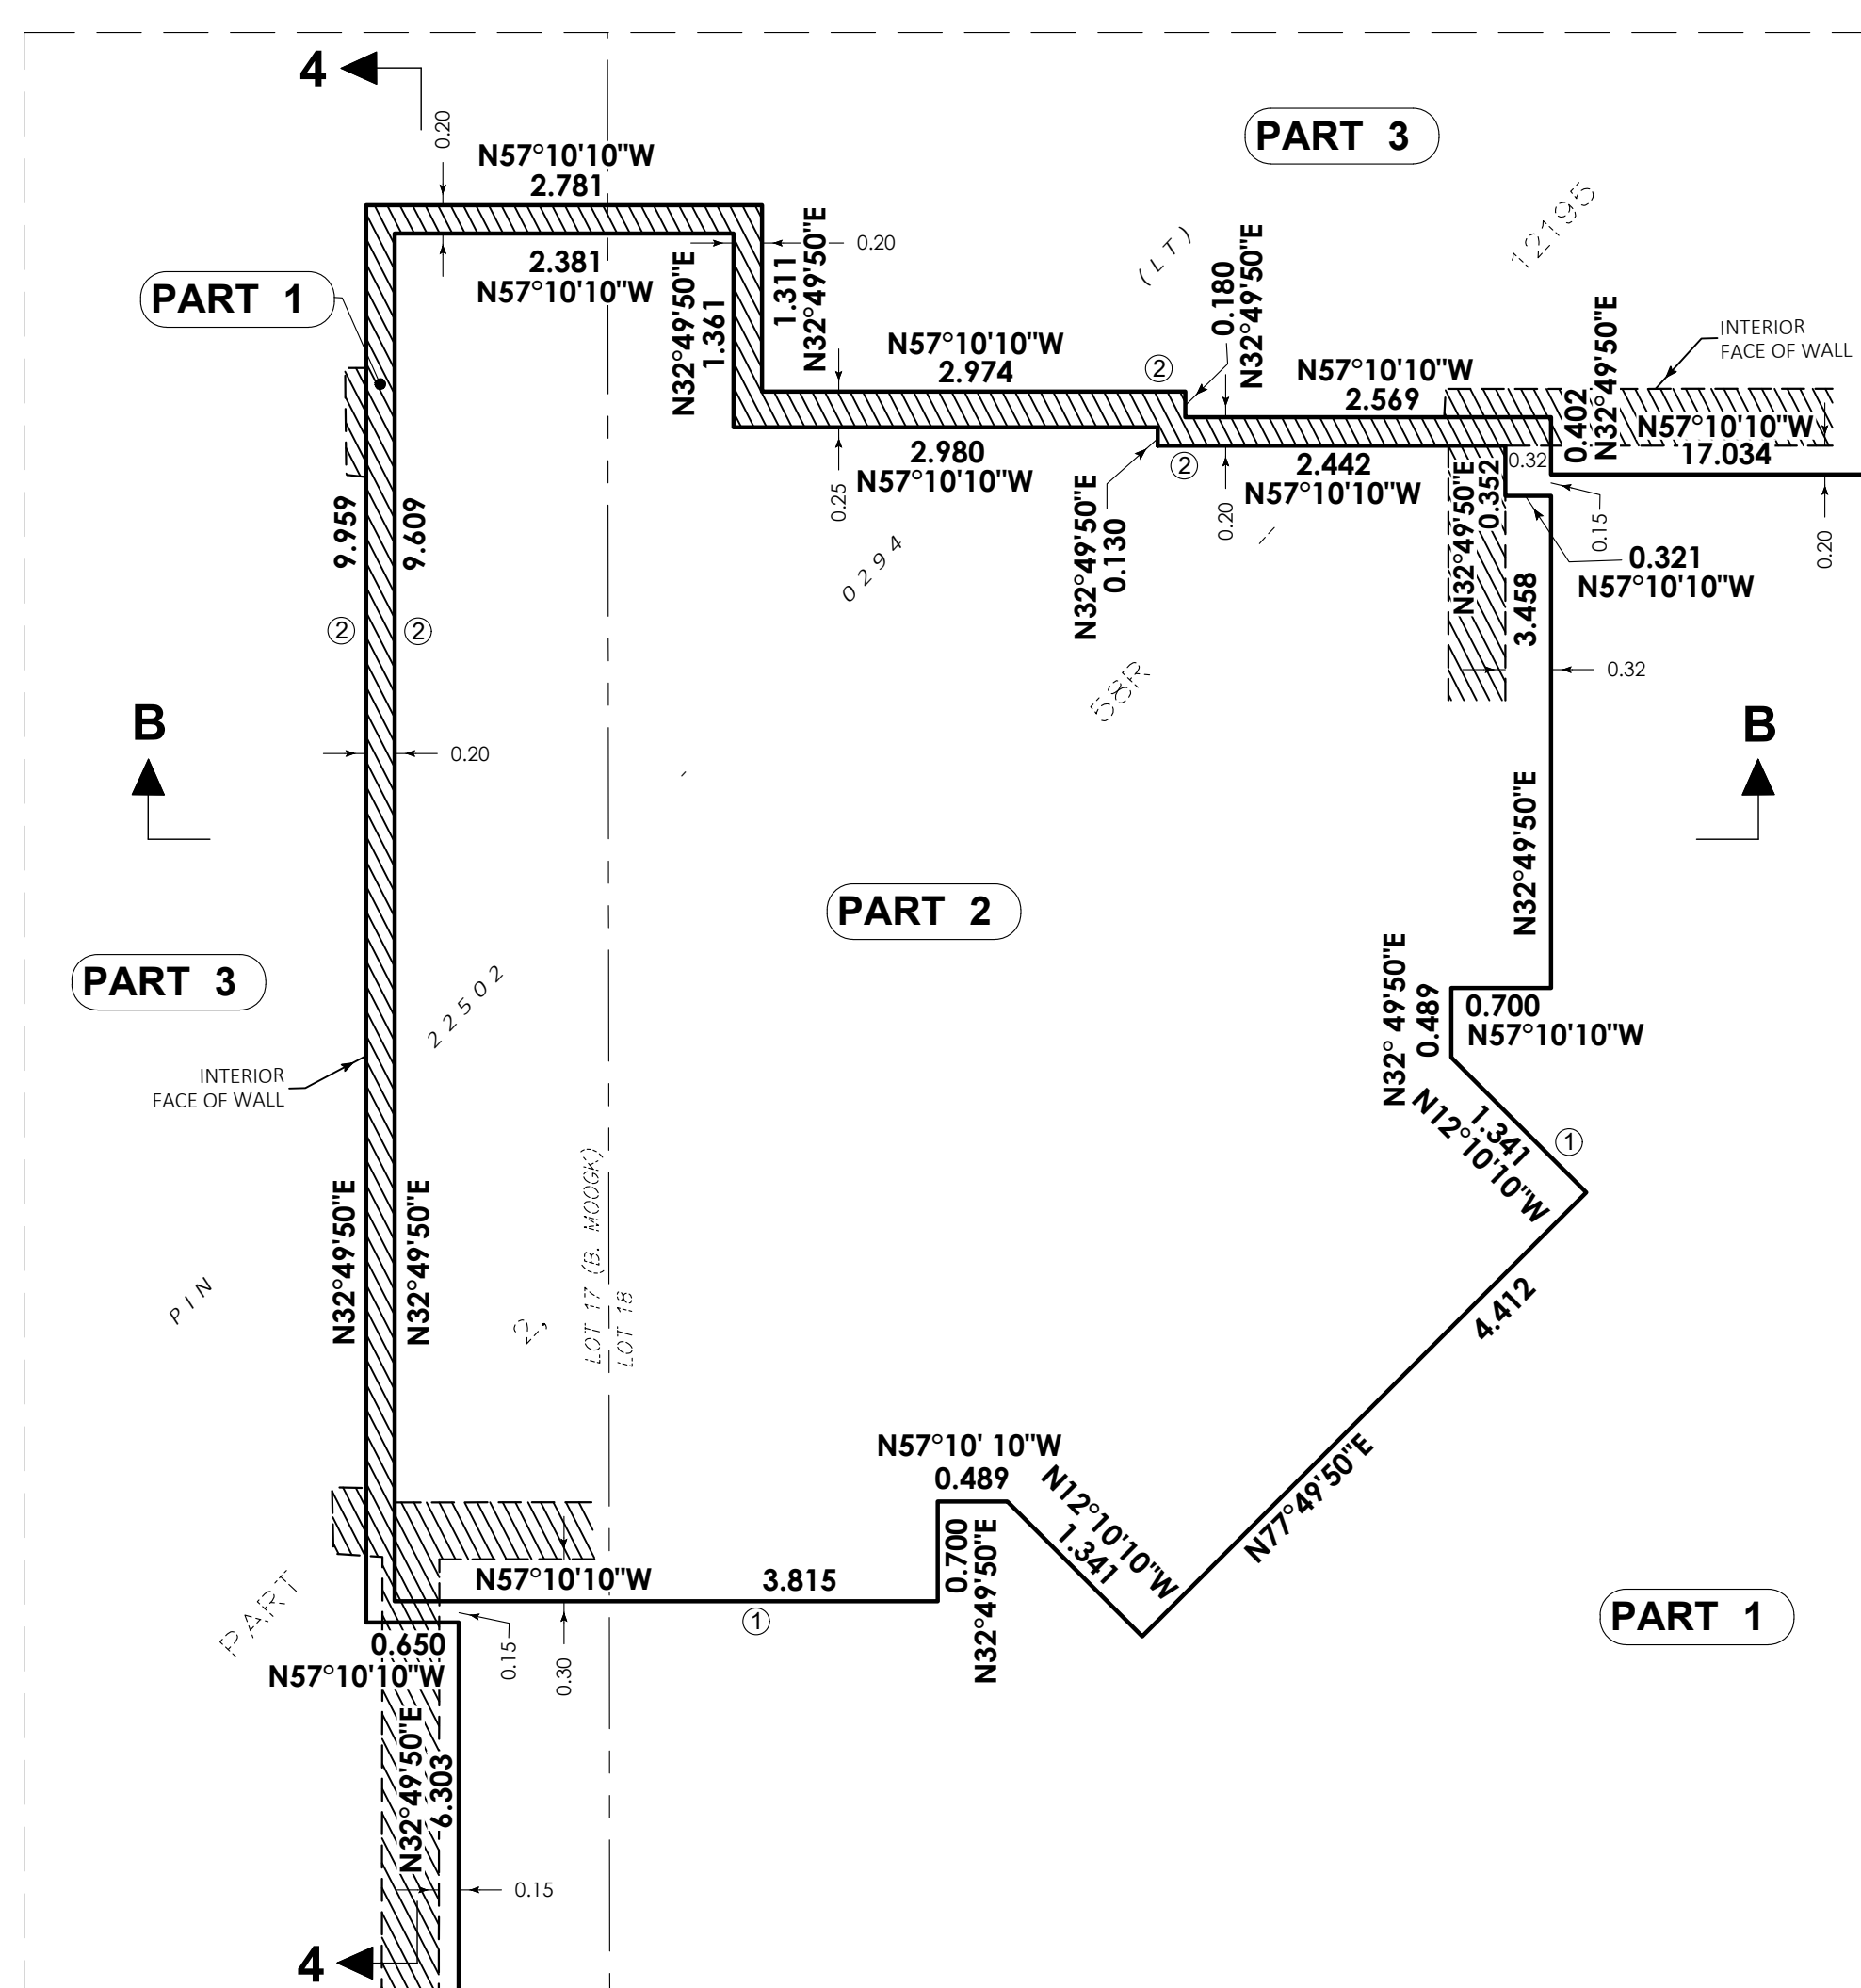 4
0.20
N57°10'10"W
2.781
PART 3
12195
(LT)
PART 1
2.381
N57°10'10"W
N32°49'50"E
1.361
1.311
N32°49'50"E
0.20
0.180
N32°49'50"E
N57°10'10"W
2.974
2
N57°10'10"W
2.569
0.402
N32°49'50"E
INTERIOR
FACE OF WALL
N57°10'10"W
17.034
2.980
N57°10'10"W
0.25
2
0.20
2.442
N57°10'10"W
0.32
N32°49'50"E
0.352
0.15
0.20
0.321
N57°10'10"W
N32°49'50"E
0.130
9.959
9.609
0294
--
2
2
3.458
N32°49'50"E
0.32
58R
-
B
B
0.20
PART 2
PART 3
22502
N32° 49'50"E
0.489
0.700
N57°10'10"W
INTERIOR
FACE OF WALL
1.341
N12°10'10"W
1
N32°49'50"E
N32°49'50"E
LOT 17 (B. MOOGK)
LOT 18
PIN
2,
4.412
N77°49'50"E
N57°10' 10"W
0.489
N12°10'10"W
1.341
0.700
N32°49'50"E
N57°10'10"W
3.815
1
PART
PART 1
0.650
N57°10'10"W
0.15
0.30
N32°49'50"E
6.303
0.15
4